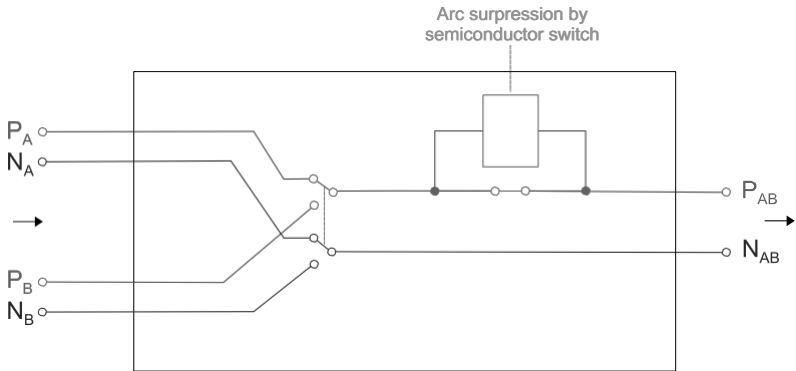 Arc surpression by
semiconductor switch
PA
NA
PAB
NAB
PB
NB